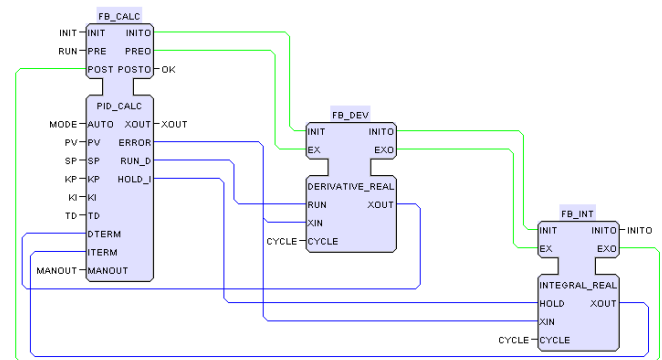 FB_CALC
INIT INIT INITO
RUN PRE PREO
POST POSTO OK
PID_CALC
MODE AUTO XOUT XOUT
PV PV ERROR
SP SP RUN_D
KP KP HOLD_I
KI KI
TD TD
DTERM
ITERM
MANOUT MANOUT
FB_DEV
INIT INITO
EX EXO
DERIVATIVE_REAL
RUN XOUT
XIN
CYCLE CYCLE
FB_INT
INIT INITO INITO
EX EXO
INTEGRAL_REAL
HOLD XOUT
XIN
CYCLE CYCLE